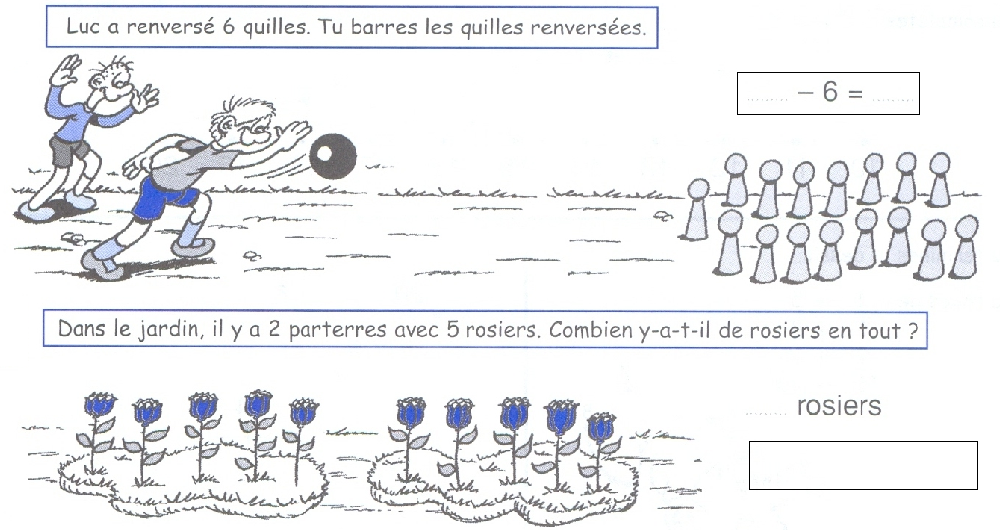 Luc a renversé 6 quilles. Tu barres les quilles renversées.
........ – 6 = ........
Dans le jardin, il y a 2 parterres avec 5 rosiers. Combien y-a-t-il de rosiers en tout ?
........ rosiers